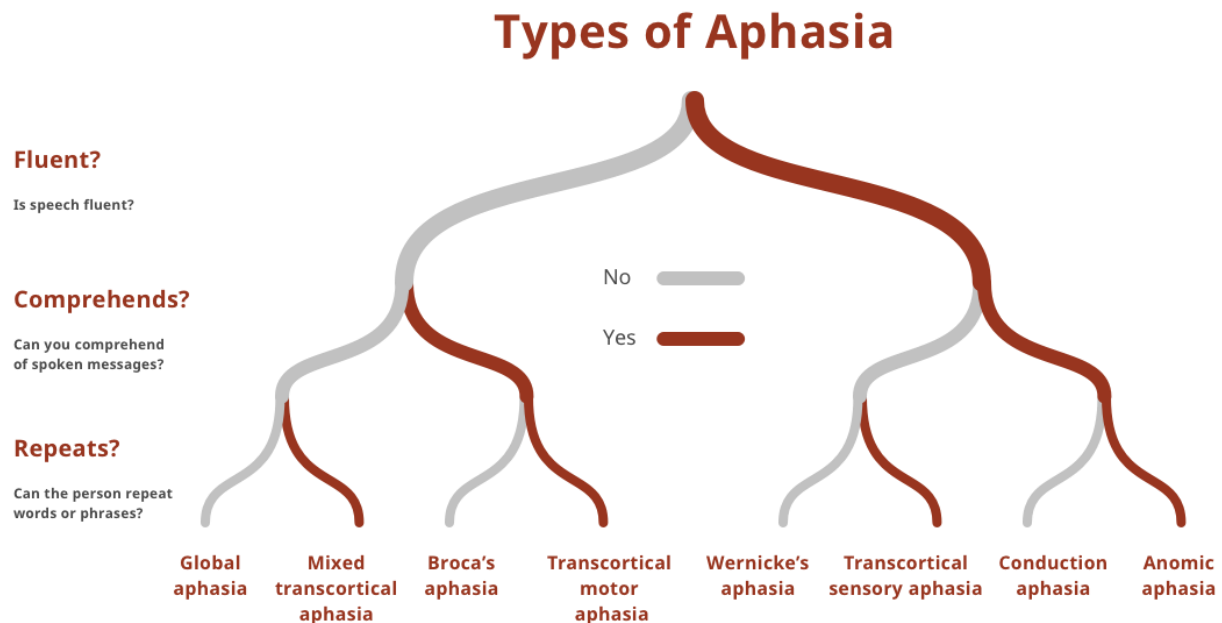 Types of Aphasia
Fluent?
Is speech fluent?
Comprehends?
Can you comprehend
of spoken messages?
Repeats?
Can the person repeat
words or phrases?
No
Yes
Global
aphasia
Mixed
transcortical
aphasia
Broca's
aphasia
Transcortical
motor
aphasia
Wernicke's
aphasia
Transcortical
sensory aphasia
Conduction
aphasia
Anomic
aphasia